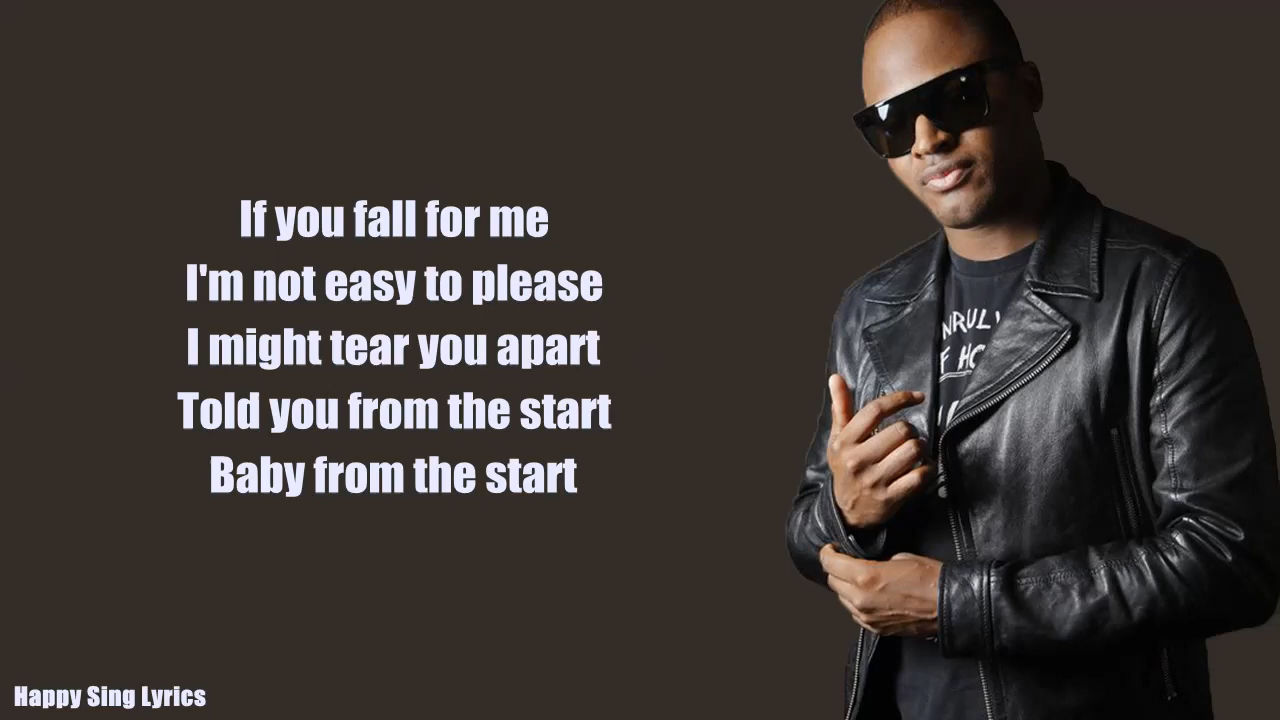 If you fall for me
I'm not easy to please
I might tear you apart
Told you from the start
Baby from the start
Happy Sing Lyrics